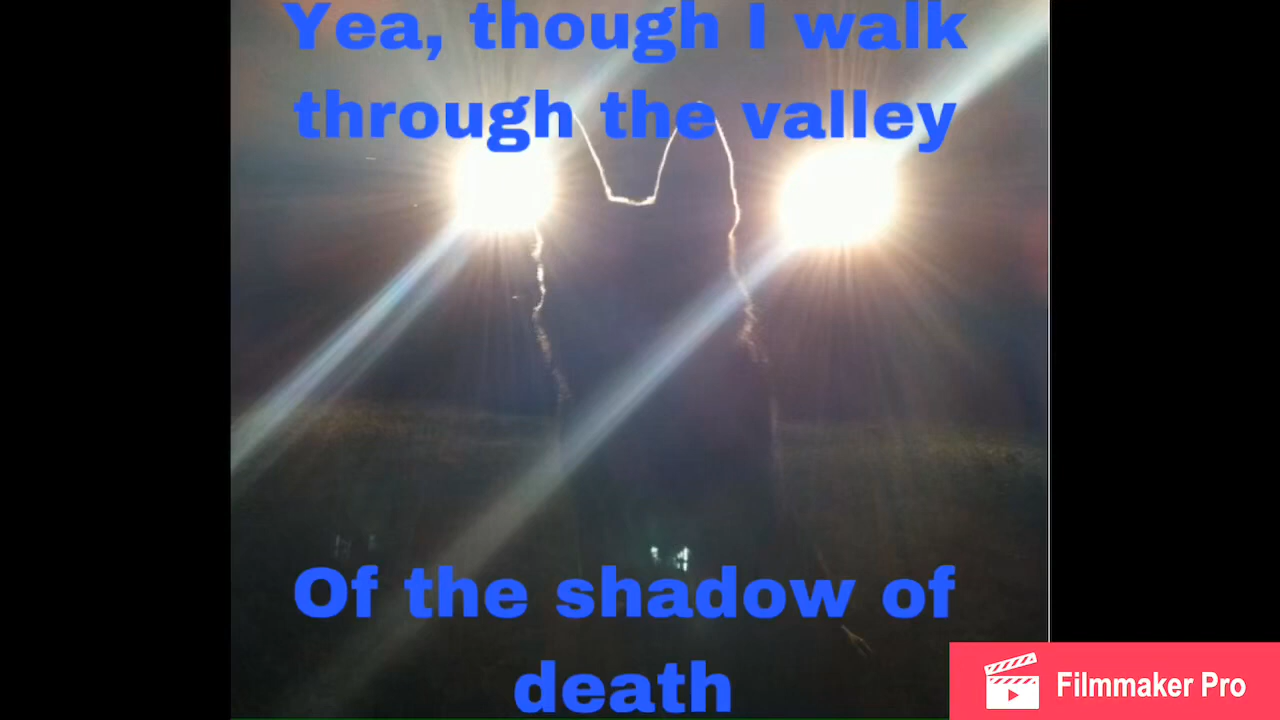 Yea, though I walk
through the valley
Of the shadow of
death
Filmmaker Pro